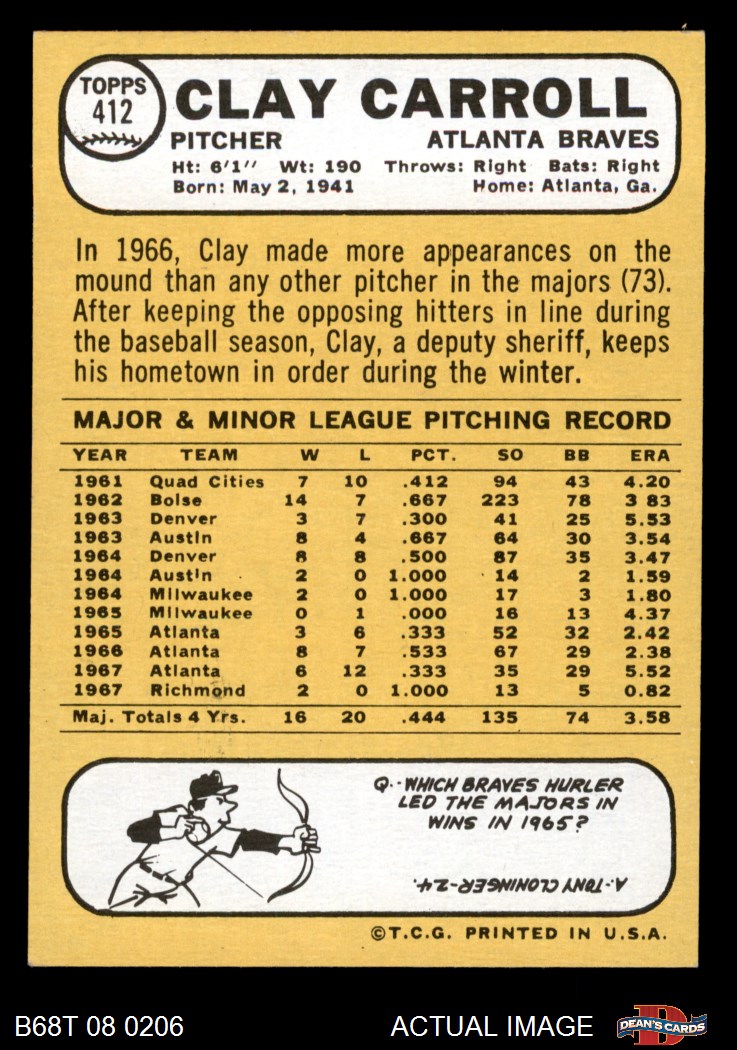 TOPPS
412
CLAY CARROLL
PITCHER ATLANTA BRAVES
Ht: 6'1" Wt: 190 Throws: Right Bats: Right
Born: May 2, 1941 Home: Atlanta, Ga.
In 1966, Clay made more appearances on the
mound than any other pitcher in the majors (73).
After keeping the opposing hitters in line during
the baseball season, Clay, a deputy sheriff, keeps
his hometown in order during the winter.
MAJOR & MINOR LEAGUE PITCHING RECORD
YEAR TEAM W L PCT. SO BB ERA
1961 Quad Cities 7 10 .412 94 43 4.20
1962 Boise 14 7 .667 223 78 3 83
1963 Denver 3 7 .300 41 25 5.53
1963 Austin 8 4 .667 64 30 3.54
1964 Denver 8 8 .500 87 35 3.47
1964 Austin 2 0 1.000 14 2 1.59
1964 Milwaukee 2 0 1.000 17 3 1.80
1965 Milwaukee 0 1 .000 16 13 4.37
1965 Atlanta 3 6 .333 52 32 2.42
1966 Atlanta 8 7 .533 67 29 2.38
1967 Atlanta 6 12 .333 35 29 5.52
1967 Richmond 2 0 1.000 13 5 0.82
Maj. Totals 4 Yrs. 16 20 .444 135 74 3.58
Q.-WHICH BRAVES HURLER
LED THE MAJORS IN
WINS IN 1965?
A-TONY CLONINGER-24.
©T.C.G. PRINTED IN U.S.A.
B68T 08 0206 ACTUAL IMAGE D DEAN'S CARDS